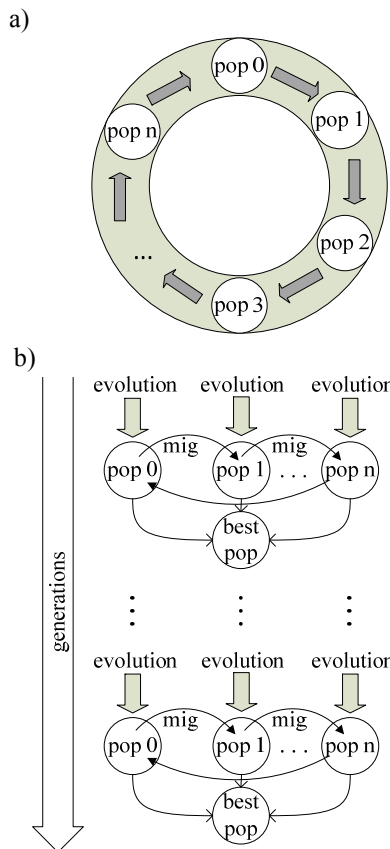 a)
pop 0
pop 1
pop 2
pop 3
...
pop n
b)
generations
evolution evolution evolution
mig mig
pop 0 pop 1 . . . pop n
best
pop
evolution evolution evolution
mig mig
pop 0 pop 1 . . . pop n
best
pop